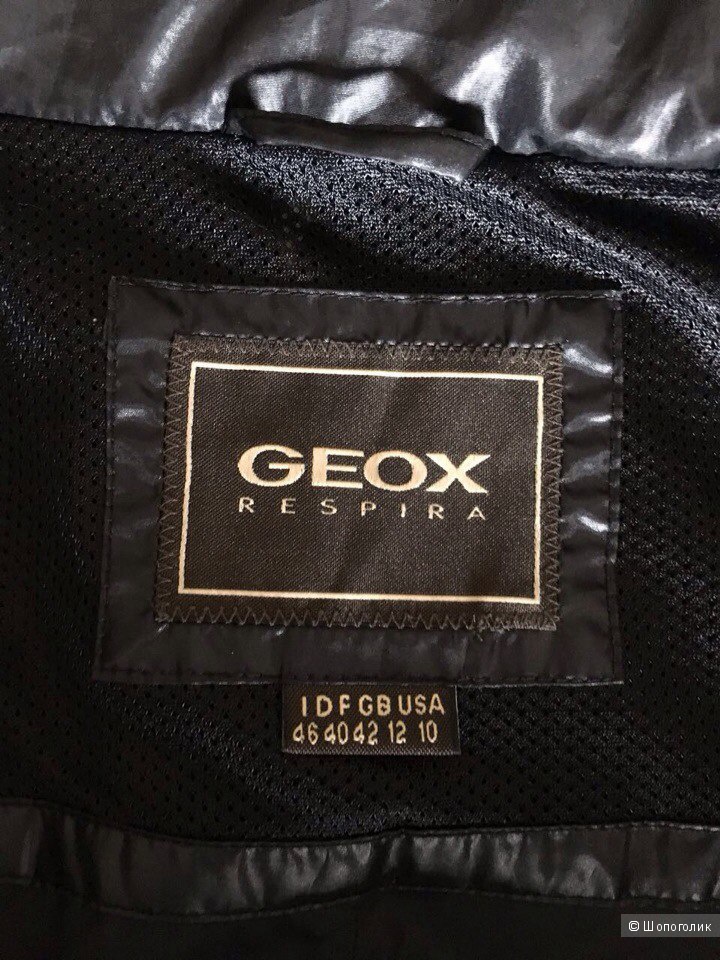 GEOX
RESPIRA
I D F GB USA
46 40 42 12 10
© Шопоголик